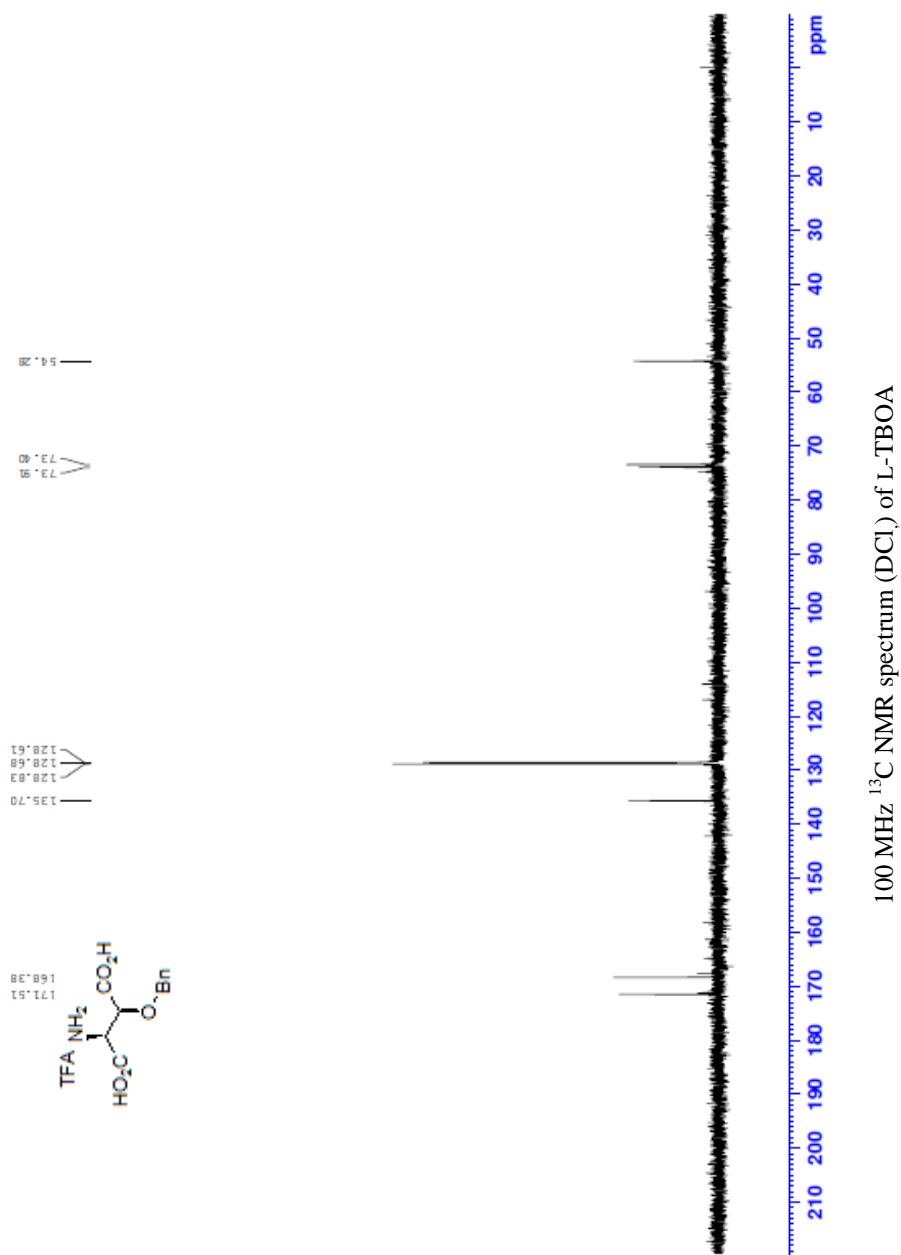 171.51
168.38
135.70
128.83
128.68
128.61
73.91
73.40
54.28
TFA NH₂
HO₂C
CO₂H
O
Bn
210 200 190 180 170 160 150 140 130 120 110 100 90 80 70 60 50 40 30 20 10 ppm
100 MHz ¹³C NMR spectrum (DCl,) of L-TBOA